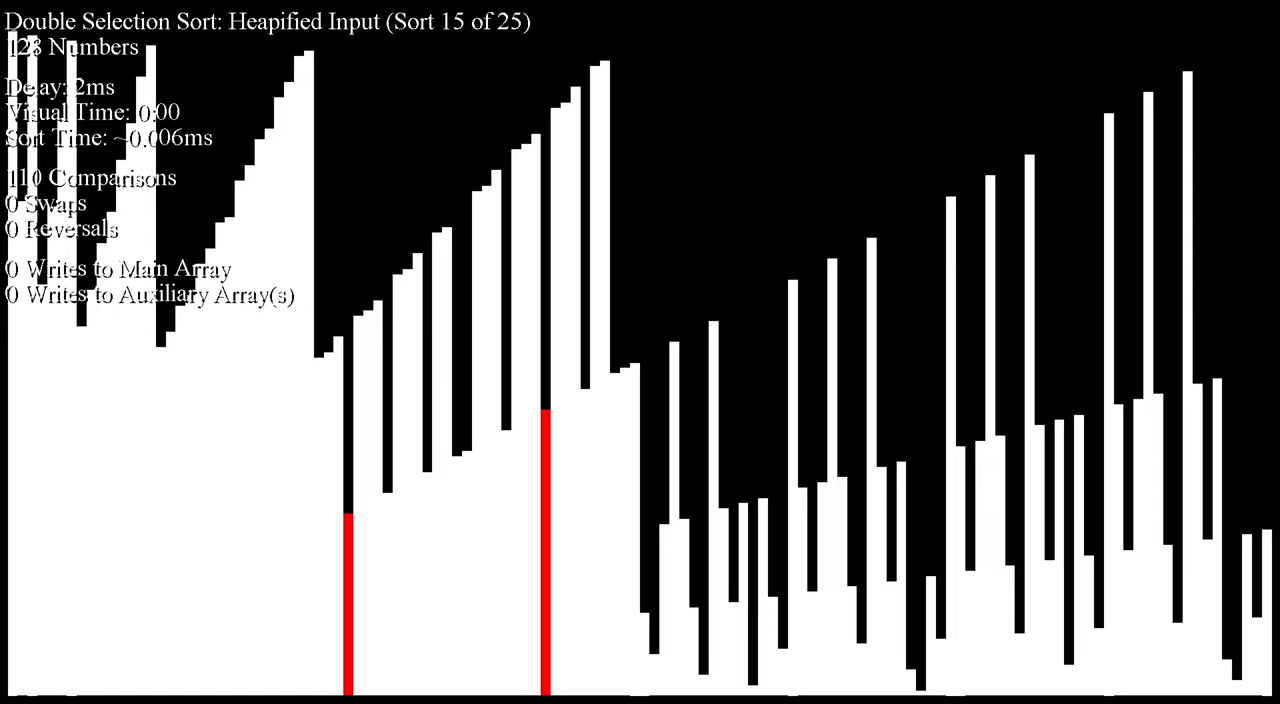 Double Selection Sort: Heapified Input (Sort 15 of 25)
128 Numbers
Delay: 2ms
Visual Time: 0:00
Sort Time: ~0.006ms
110 Comparisons
0 Swaps
0 Reversals
0 Writes to Main Array
0 Writes to Auxiliary Array(s)